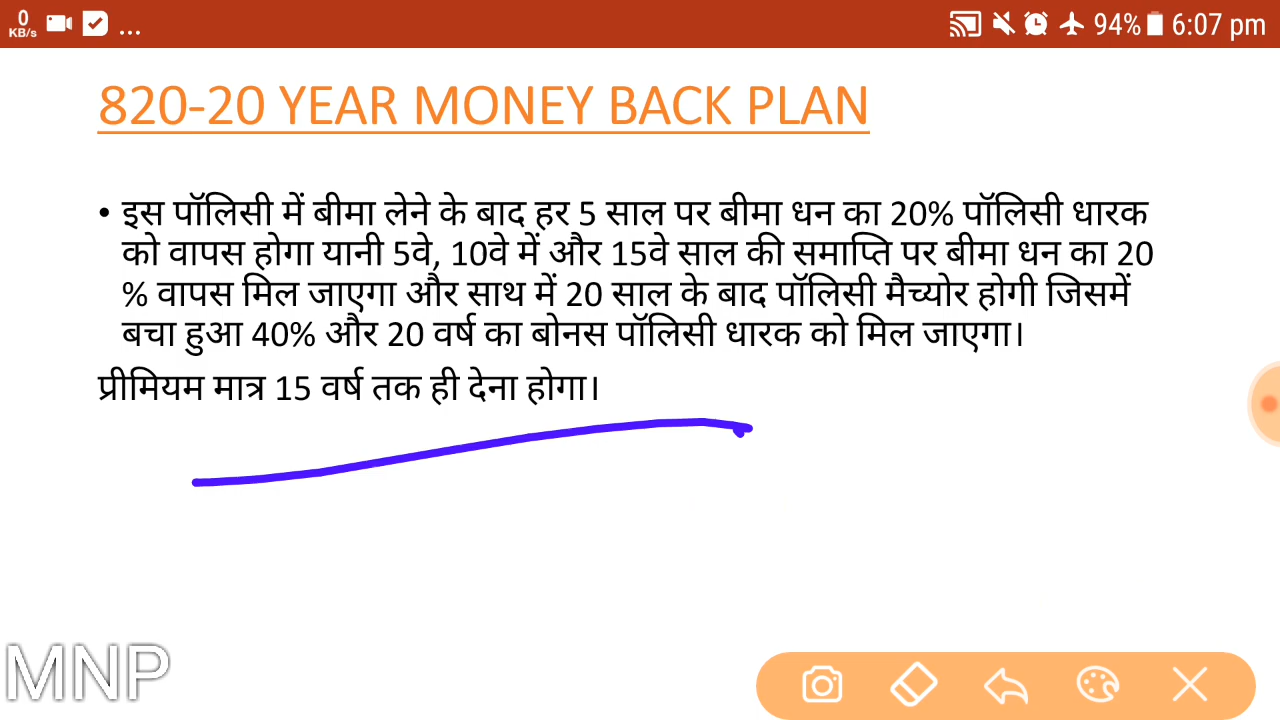 0
KB/s
...
94%
6:07 pm
820-20 YEAR MONEY BACK PLAN
• इस पॉलिसी में बीमा लेने के बाद हर 5 साल पर बीमा धन का 20% पॉलिसी धारक
को वापस होगा यानी 5वे, 10वे में और 15वे साल की समाप्ति पर बीमा धन का 20
% वापस मिल जाएगा और साथ में 20 साल के बाद पॉलिसी मैच्योर होगी जिसमें
बचा हुआ 40% और 20 वर्ष का बोनस पॉलिसी धारक को मिल जाएगा।
प्रीमियम मात्र 15 वर्ष तक ही देना होगा।
MNP